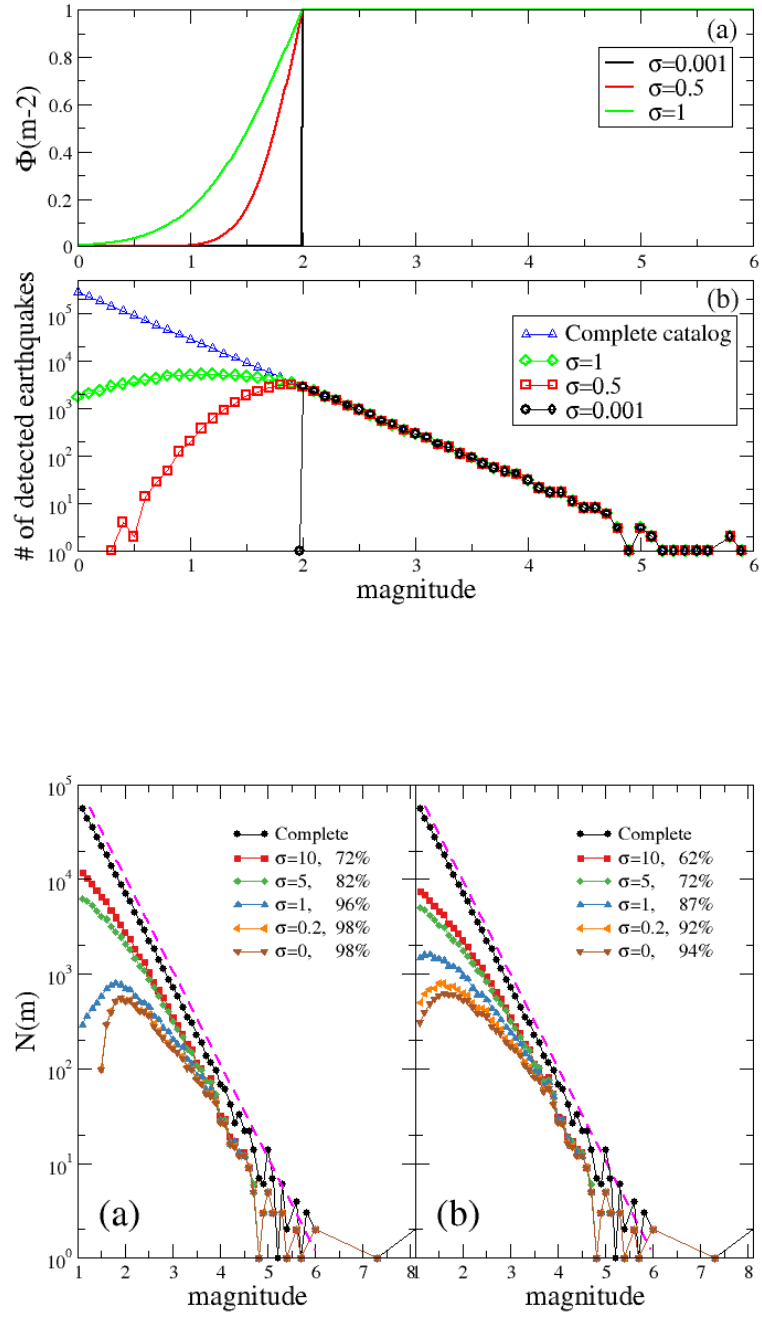 (a)
σ=0.001
σ=0.5
σ=1
Φ(m-2)
1
0.8
0.6
0.4
0.2
0
0 1 2 3 4 5 6
(b)
Complete catalog
σ=1
σ=0.5
σ=0.001
# of detected earthquakes
10^5
10^4
10^3
10^2
10^1
10^0
0 1 2 3 4 5 6
magnitude
10^5
10^4
10^3
10^2
10^1
10^0
N(m)
Complete
σ=10, 72%
σ=5, 82%
σ=1, 96%
σ=0.2, 98%
σ=0, 98%
(a)
1 2 3 4 5 6 7 8
magnitude
Complete
σ=10, 62%
σ=5, 72%
σ=1, 87%
σ=0.2, 92%
σ=0, 94%
(b)
1 2 3 4 5 6 7 8
magnitude